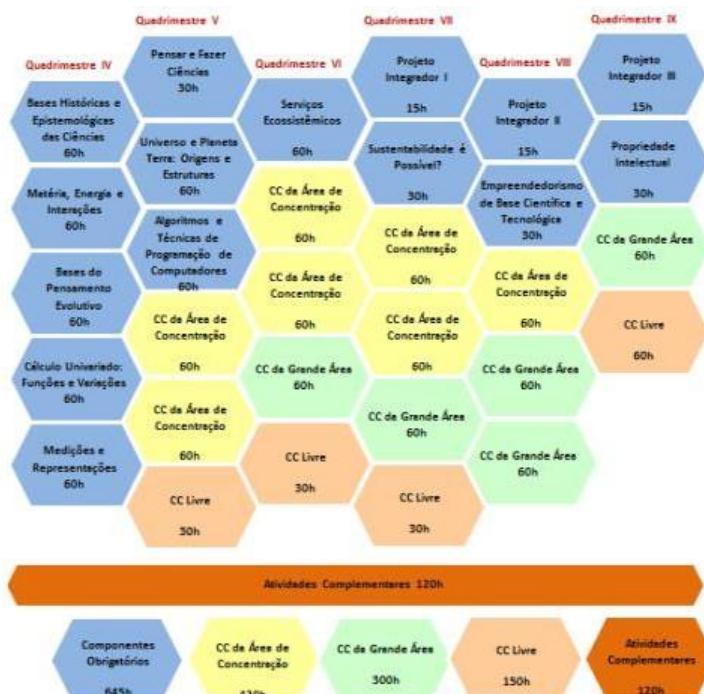 Quadrimestre IV
Bases Históricas e
Epistemológicas
das Ciências
60h
Matéria, Energia e
Interações
60h
Bases do
Pensamento
Evolutivo
60h
Cálculo Univariado:
Funções e Variações
60h
Medições e
Representações
60h
Quadrimestre V
Pensar e Fazer
Ciências
30h
Universo e Planeta
Terra: Origens e
Estruturas
60h
Algoritmos e
Técnicas de
Programação de
Computadores
60h
CC da Área de
Concentração
60h
CC da Área de
Concentração
60h
CC Livre
30h
Quadrimestre VI
Serviços
Ecossistêmicos
60h
CC da Área de
Concentração
60h
CC da Área de
Concentração
60h
CC da Grande Área
60h
CC Livre
30h
Quadrimestre VII
Projeto
Integrador I
15h
Sustentabilidade é
Possível?
30h
CC da Área de
Concentração
60h
CC da Área de
Concentração
60h
CC da Grande Área
60h
CC Livre
30h
Quadrimestre VIII
Projeto
Integrador II
15h
Empreendedorismo
de Base Científica e
Tecnológica
30h
CC da Área de
Concentração
60h
CC da Grande Área
60h
CC da Grande Área
60h
Quadrimestre IX
Projeto
Integrador III
15h
Propriedade
Intelectual
30h
CC da Grande Área
60h
CC Livre
60h
Atividades Complementares 120h
Componentes
Obrigatórios
645h
CC da Área de
Concentração
CC da Grande Área
300h
CC Livre
150h
Atividades
Complementares
120h